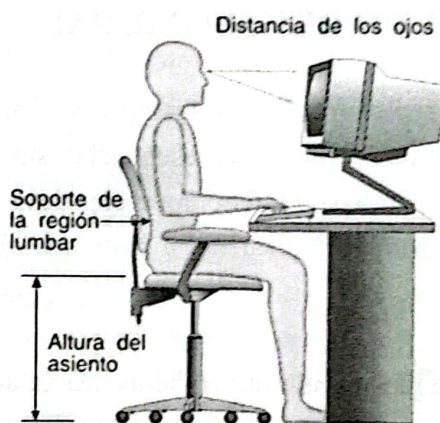 Distancia de los ojos
Soporte de
la región
lumbar
Altura del
asiento